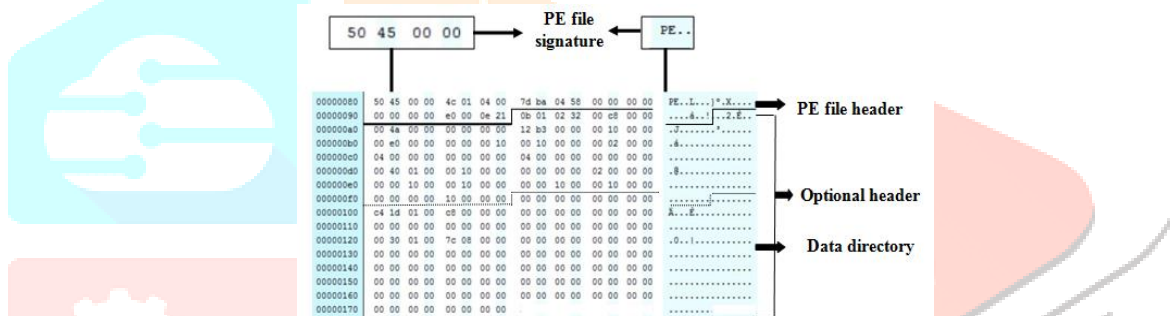 50 45 00 00
PE file
signature
PE..
00000080 50 45 00 00 4c 01 04 00 7d ba 04 58 00 00 00 00 PE..L...}°.X....
00000090 00 00 00 00 e0 00 0e 21 0b 01 02 32 00 c8 00 00
000000a0 00 4a 00 00 00 00 00 00 12 b3 00 00 00 10 00 00
000000b0 00 e0 00 00 00 00 00 10 00 10 00 00 00 02 00 00
000000c0 04 00 00 00 00 00 00 00 04 00 00 00 00 00 00 00
000000d0 00 40 01 00 00 10 00 00 00 00 00 00 02 00 00 00
000000e0 00 00 10 00 00 10 00 00 00 00 10 00 00 10 00 00
000000f0 00 00 00 00 10 00 00 00 00 00 00 00 00 00 00 00
00000100 c4 1d 01 00 c8 00 00 00 00 00 00 00 00 00 00 00
00000110 00 00 00 00 00 00 00 00 00 00 00 00 00 00 00 00
00000120 00 30 01 00 7c 08 00 00 00 00 00 00 00 00 00 00 .0..|...........
00000130 00 00 00 00 00 00 00 00 00 00 00 00 00 00 00 00
00000140 00 00 00 00 00 00 00 00 00 00 00 00 00 00 00 00
00000150 00 00 00 00 00 00 00 00 00 00 00 00 00 00 00 00
00000160 00 00 00 00 00 00 00 00 00 00 00 00 00 00 00 00
00000170 00 00 00 00 00 00 00 00
PE file header
Optional header
Data directory